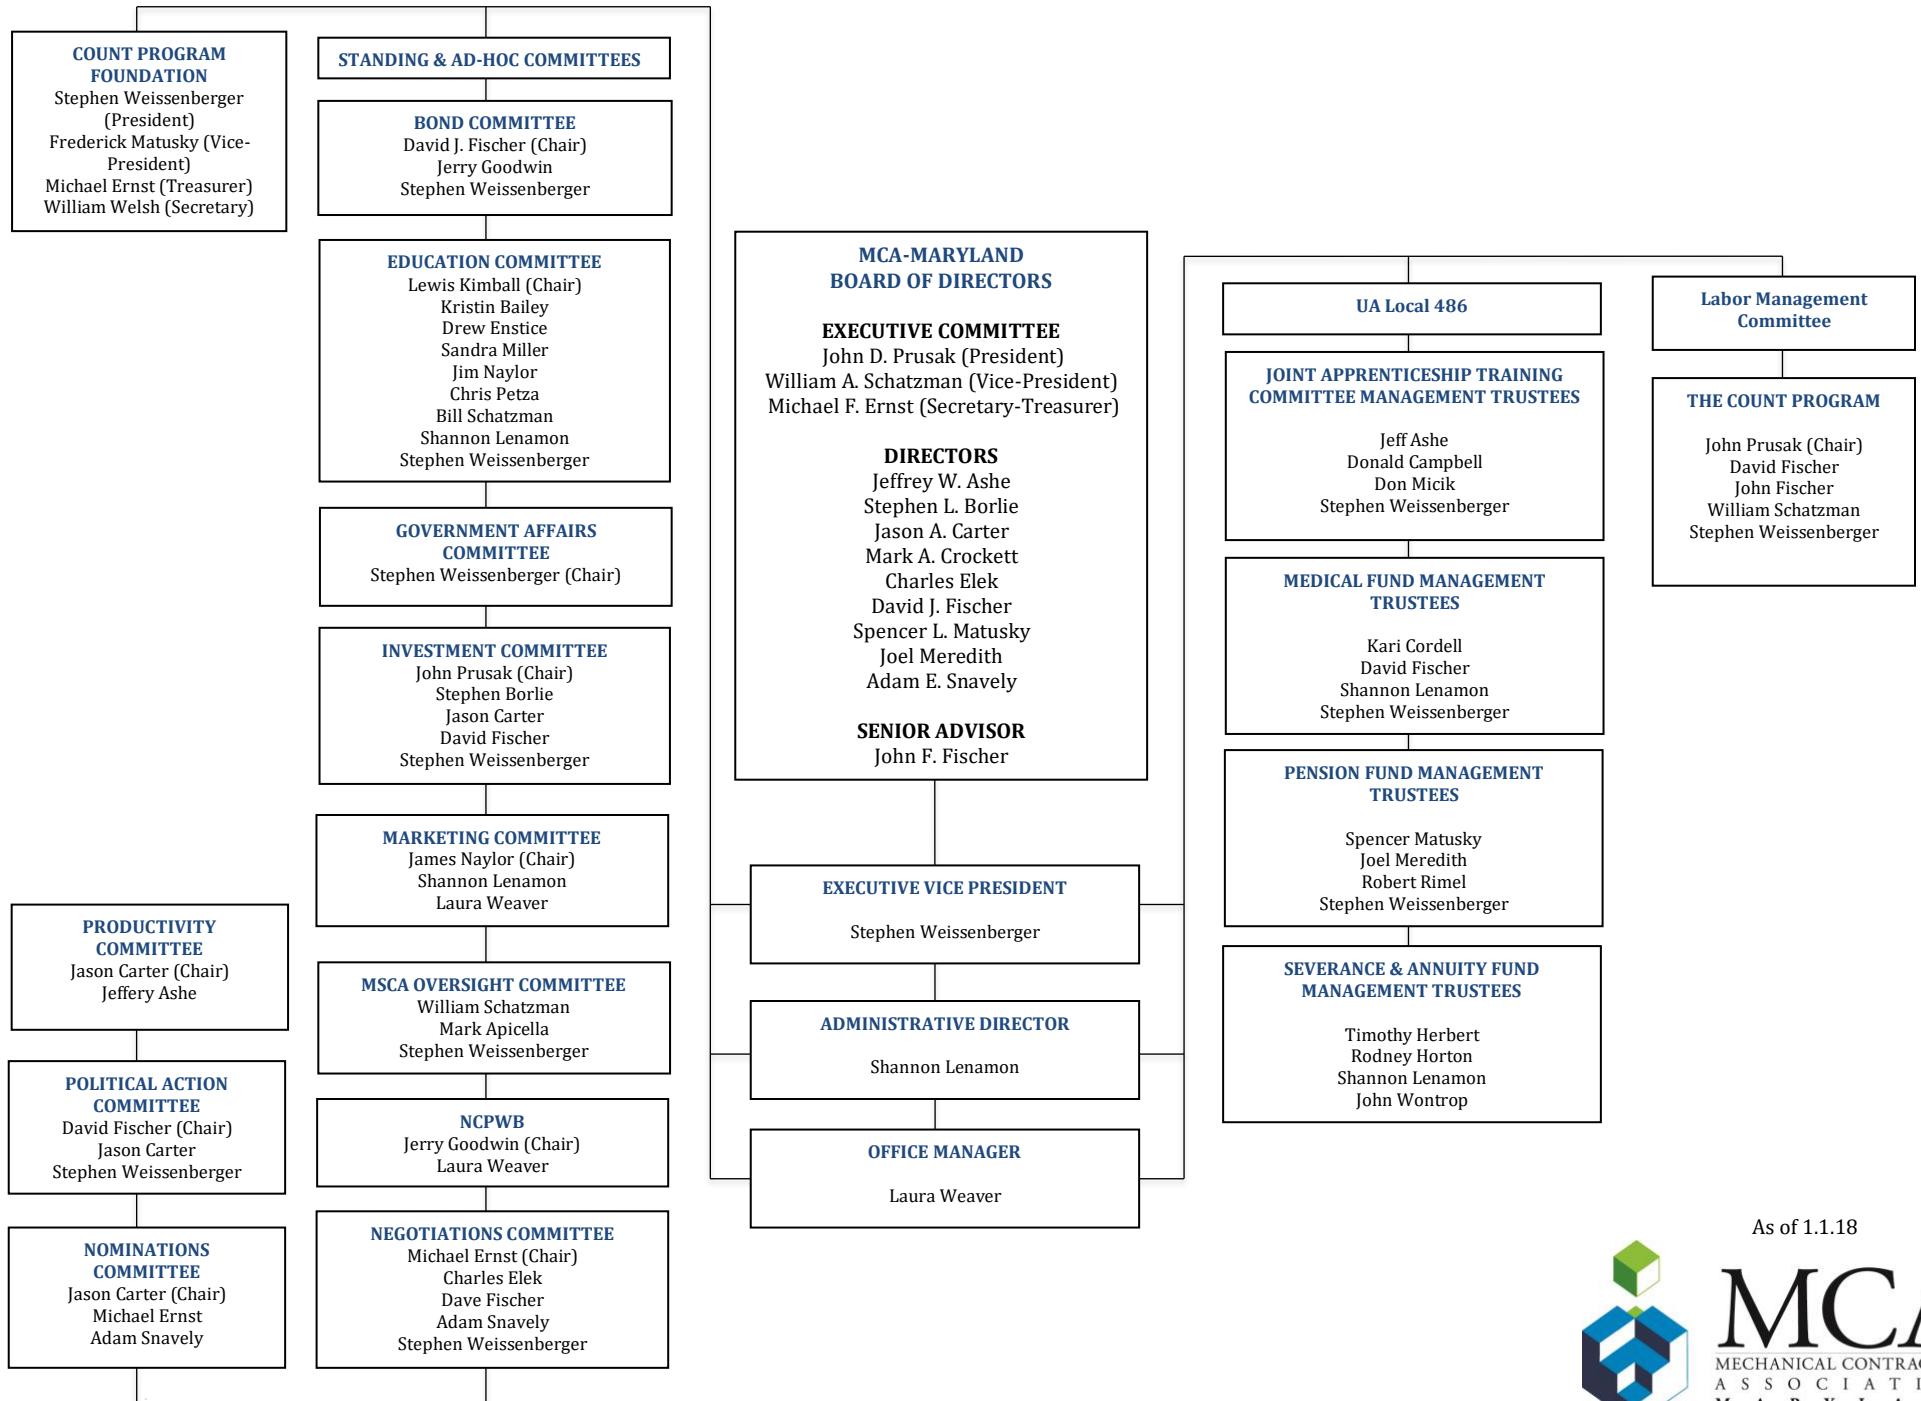 COUNT PROGRAM
FOUNDATION
Stephen Weissenberger
(President)
Frederick Matusky (Vice-
President)
Michael Ernst (Treasurer)
William Welsh (Secretary)
STANDING & AD-HOC COMMITTEES
BOND COMMITTEE
David J. Fischer (Chair)
Jerry Goodwin
Stephen Weissenberger
EDUCATION COMMITTEE
Lewis Kimball (Chair)
Kristin Bailey
Drew Enstice
Sandra Miller
Jim Naylor
Chris Petza
Bill Schatzman
Shannon Lenamon
Stephen Weissenberger
GOVERNMENT AFFAIRS
COMMITTEE
Stephen Weissenberger (Chair)
INVESTMENT COMMITTEE
John Prusak (Chair)
Stephen Borlie
Jason Carter
David Fischer
Stephen Weissenberger
MARKETING COMMITTEE
James Naylor (Chair)
Shannon Lenamon
Laura Weaver
MSCA OVERSIGHT COMMITTEE
William Schatzman
Mark Apicella
Stephen Weissenberger
NCPWB
Jerry Goodwin (Chair)
Laura Weaver
NEGOTIATIONS COMMITTEE
Michael Ernst (Chair)
Charles Elek
Dave Fischer
Adam Snavely
Stephen Weissenberger
PRODUCTIVITY
COMMITTEE
Jason Carter (Chair)
Jeffery Ashe
POLITICAL ACTION
COMMITTEE
David Fischer (Chair)
Jason Carter
Stephen Weissenberger
NOMINATIONS
COMMITTEE
Jason Carter (Chair)
Michael Ernst
Adam Snavely
MCA-MARYLAND
BOARD OF DIRECTORS
EXECUTIVE COMMITTEE
John D. Prusak (President)
William A. Schatzman (Vice-President)
Michael F. Ernst (Secretary-Treasurer)
DIRECTORS
Jeffrey W. Ashe
Stephen L. Borlie
Jason A. Carter
Mark A. Crockett
Charles Elek
David J. Fischer
Spencer L. Matusky
Joel Meredith
Adam E. Snavely
SENIOR ADVISOR
John F. Fischer
EXECUTIVE VICE PRESIDENT
Stephen Weissenberger
ADMINISTRATIVE DIRECTOR
Shannon Lenamon
OFFICE MANAGER
Laura Weaver
UA Local 486
JOINT APPRENTICESHIP TRAINING
COMMITTEE MANAGEMENT TRUSTEES
Jeff Ashe
Donald Campbell
Don Micik
Stephen Weissenberger
MEDICAL FUND MANAGEMENT
TRUSTEES
Kari Cordell
David Fischer
Shannon Lenamon
Stephen Weissenberger
PENSION FUND MANAGEMENT
TRUSTEES
Spencer Matusky
Joel Meredith
Robert Rimel
Stephen Weissenberger
SEVERANCE & ANNUITY FUND
MANAGEMENT TRUSTEES
Timothy Herbert
Rodney Horton
Shannon Lenamon
John Wontrop
Labor Management
Committee
THE COUNT PROGRAM
John Prusak (Chair)
David Fischer
John Fischer
William Schatzman
Stephen Weissenberger
As of 1.1.18
MCA
MECHANICAL